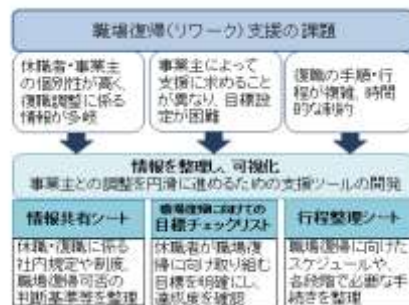 職場復帰(リワーク)支援の課題
休職者・事業主
の個別性が高く、
復職調整に係る
情報が多岐
事業主によって
支援に求めること
が異なり、目標設
定が困難
復職の手順・行
程が複雑、時間
的な制約
情報を整理し、可視化
事業主との調整を円滑に進めるための支援ツールの開発
情報共有シート
休職・復職に係る
社内規定や制度、
職場復帰可否の
判断基準等を整理
職場復帰に向けての
目標チェックリスト
休職者が職場復
帰に向け取り組む
目標を明確にし、
達成度を確認
行程整理シート
職場復帰に向けた
スケジュールや、
各段階で必要な手
続きを整理